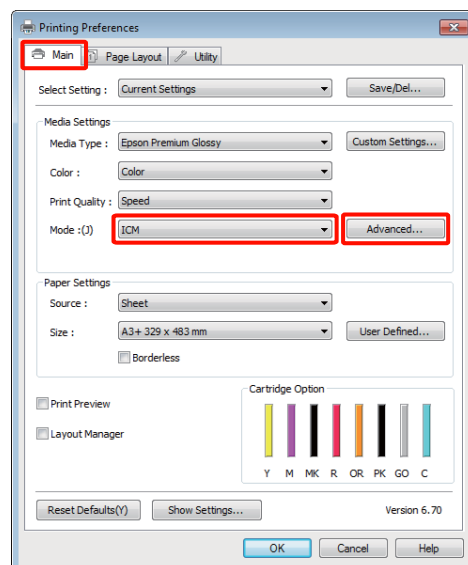 Printing Preferences
Main Page Layout Utility
Select Setting : Current Settings Save/Del...
Media Settings
Media Type : Epson Premium Glossy Custom Settings...
Color : Color
Print Quality : Speed
Mode :(J) ICM Advanced...
Paper Settings
Source : Sheet
Size : A3+ 329 x 483 mm User Defined...
Borderless
Cartridge Option
Print Preview
Layout Manager
Y M MK R OR PK GO C
Reset Defaults(Y) Show Settings... Version 6.70
OK Cancel Help